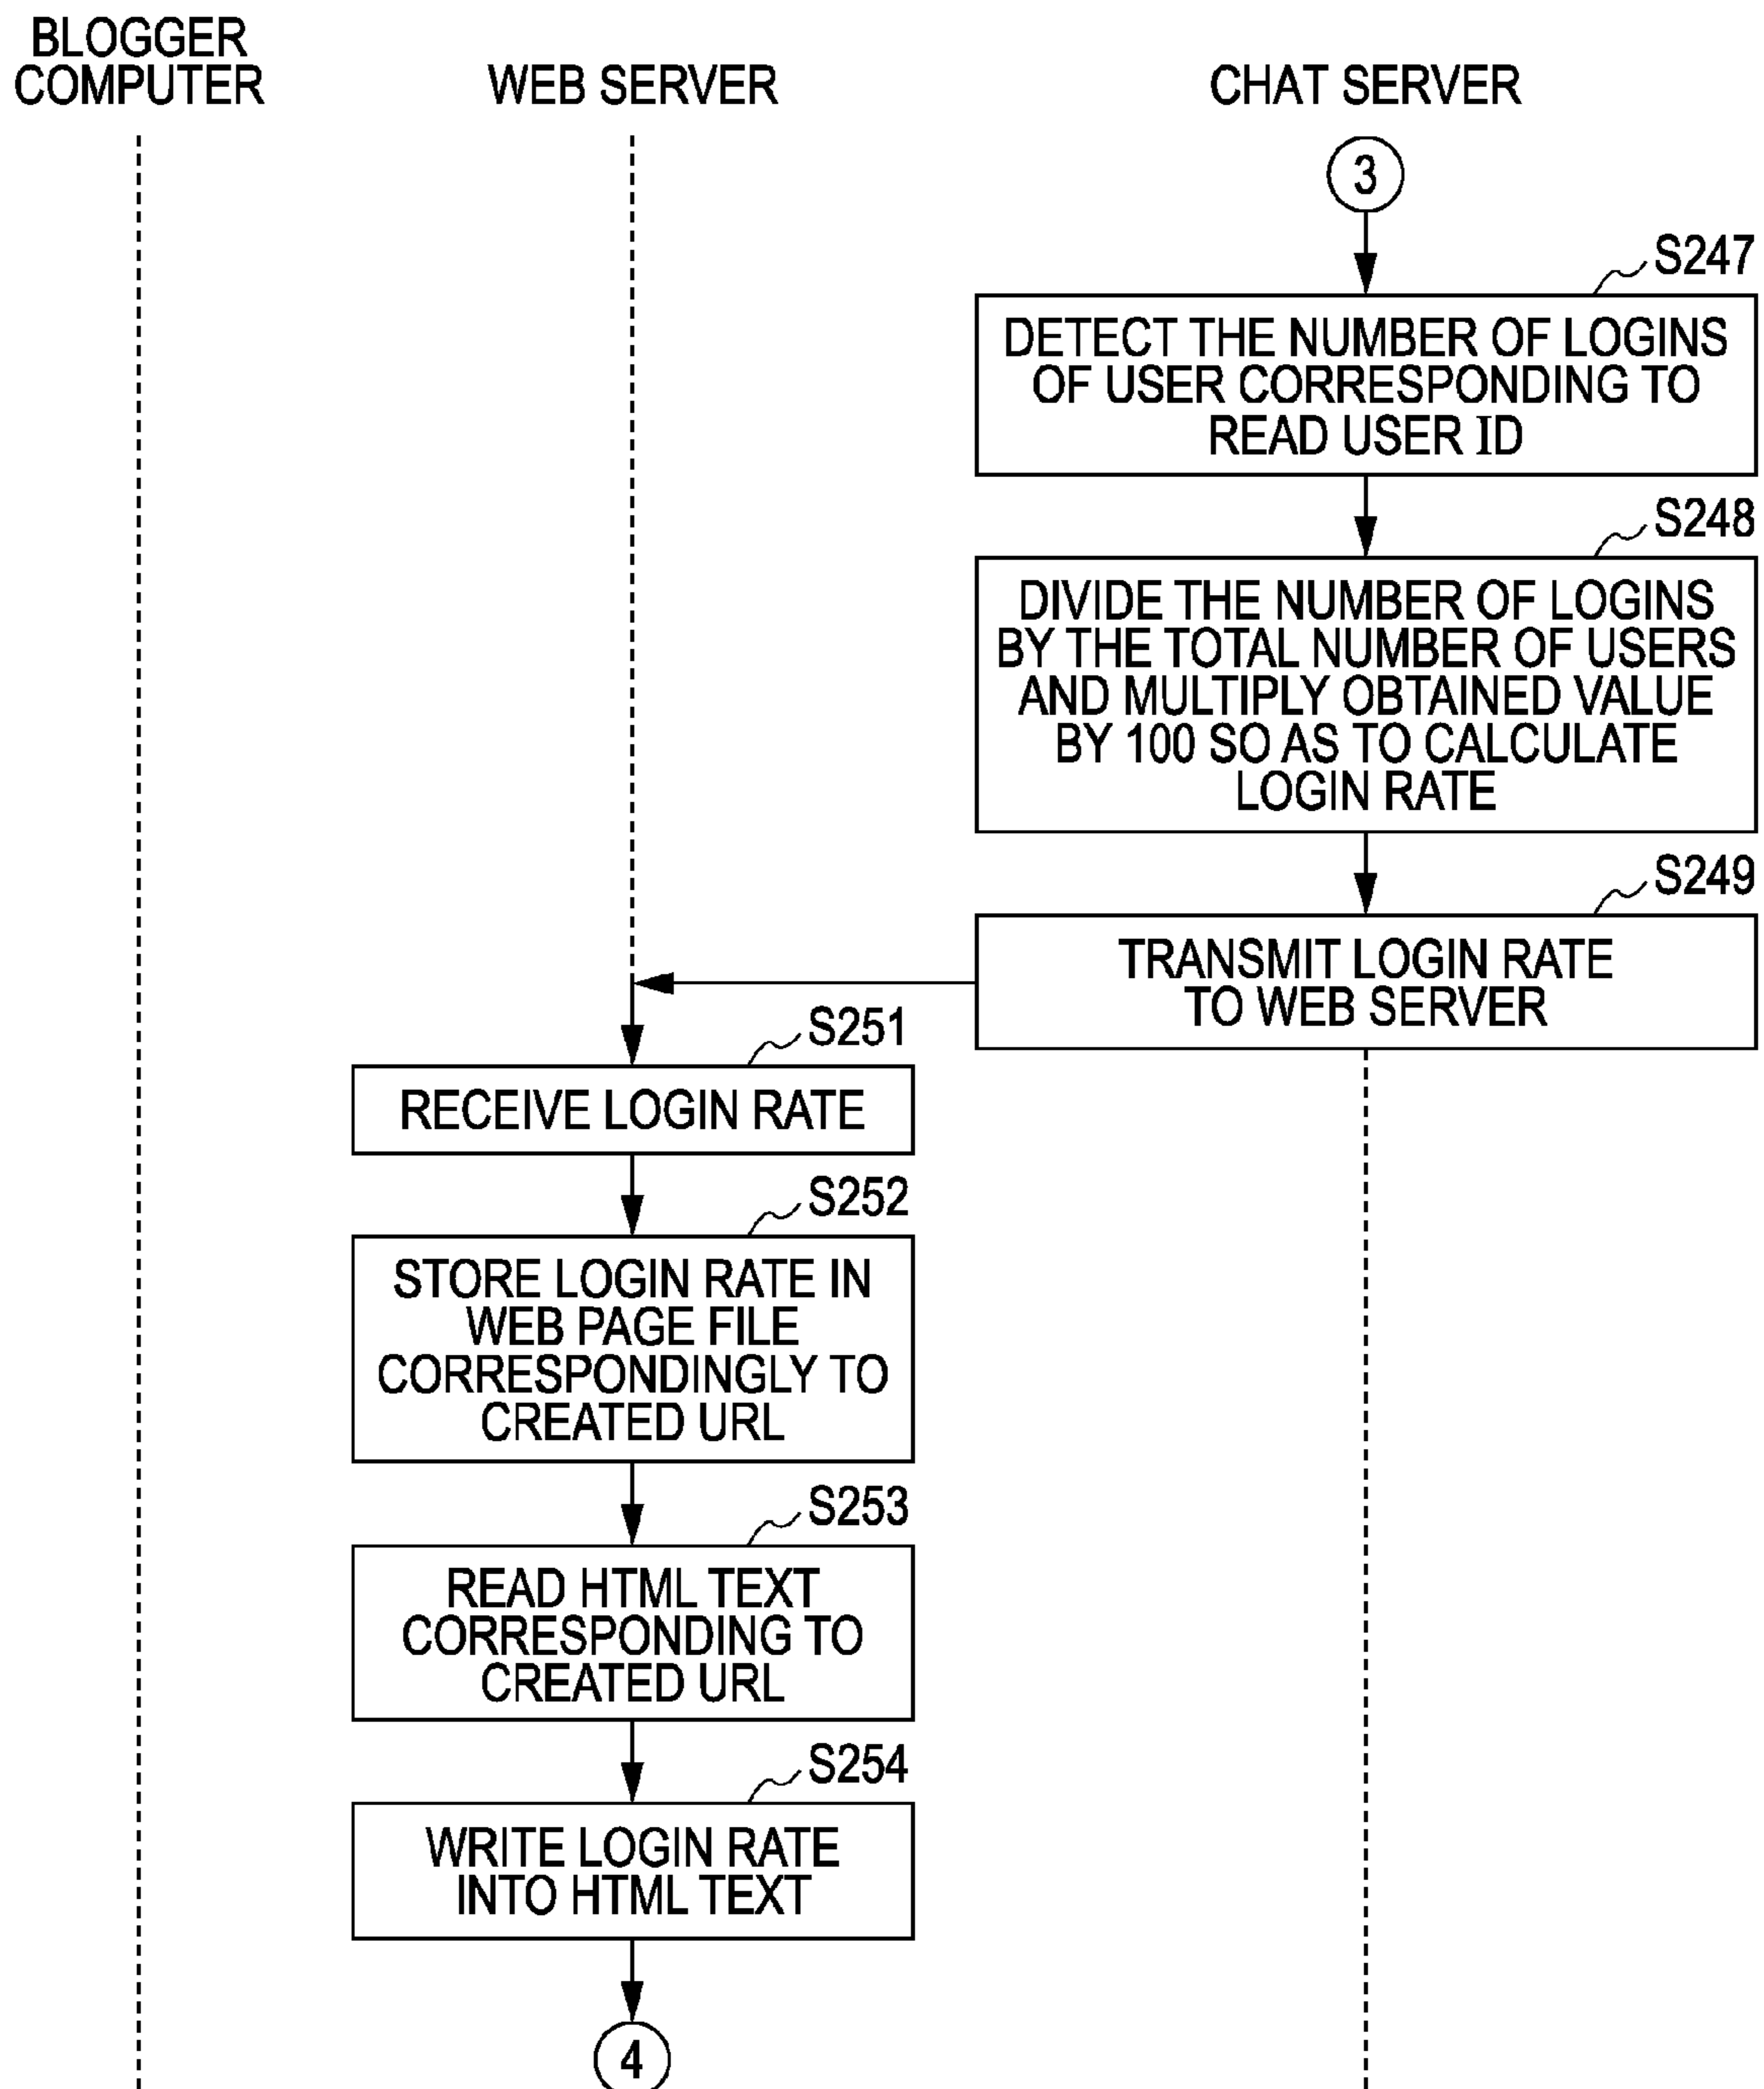 BLOGGER
COMPUTER
WEB SERVER
CHAT SERVER
3
S247
DETECT THE NUMBER OF LOGINS
OF USER CORRESPONDING TO
READ USER ID
S248
DIVIDE THE NUMBER OF LOGINS
BY THE TOTAL NUMBER OF USERS
AND MULTIPLY OBTAINED VALUE
BY 100 SO AS TO CALCULATE
LOGIN RATE
S249
TRANSMIT LOGIN RATE
TO WEB SERVER
S251
RECEIVE LOGIN RATE
S252
STORE LOGIN RATE IN
WEB PAGE FILE
CORRESPONDINGLY TO
CREATED URL
S253
READ HTML TEXT
CORRESPONDING TO
CREATED URL
S254
WRITE LOGIN RATE
INTO HTML TEXT
4